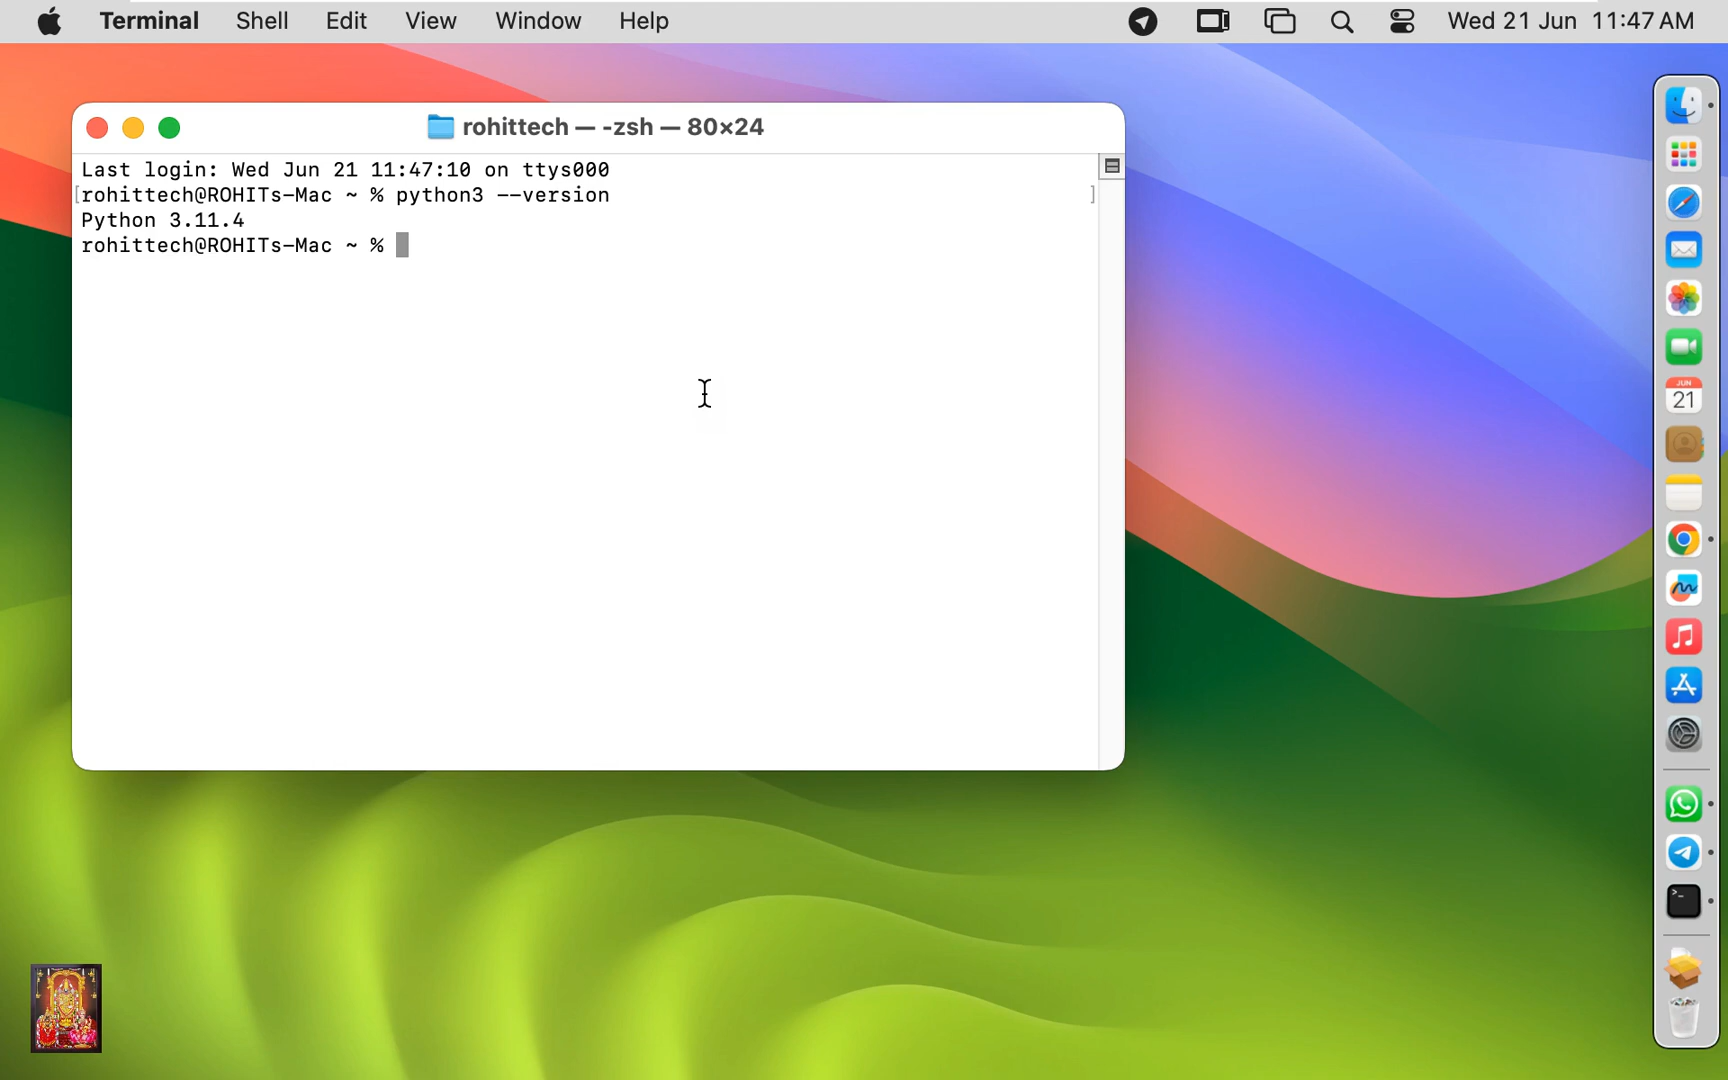 Terminal Shell Edit View Window Help Wed 21 Jun 11:47 AM
rohittech — -zsh — 80×24
Last login: Wed Jun 21 11:47:10 on ttys000
[rohittech@ROHITs-Mac ~ % python3 --version ]
Python 3.11.4
rohittech@ROHITs-Mac ~ %
JUN
21